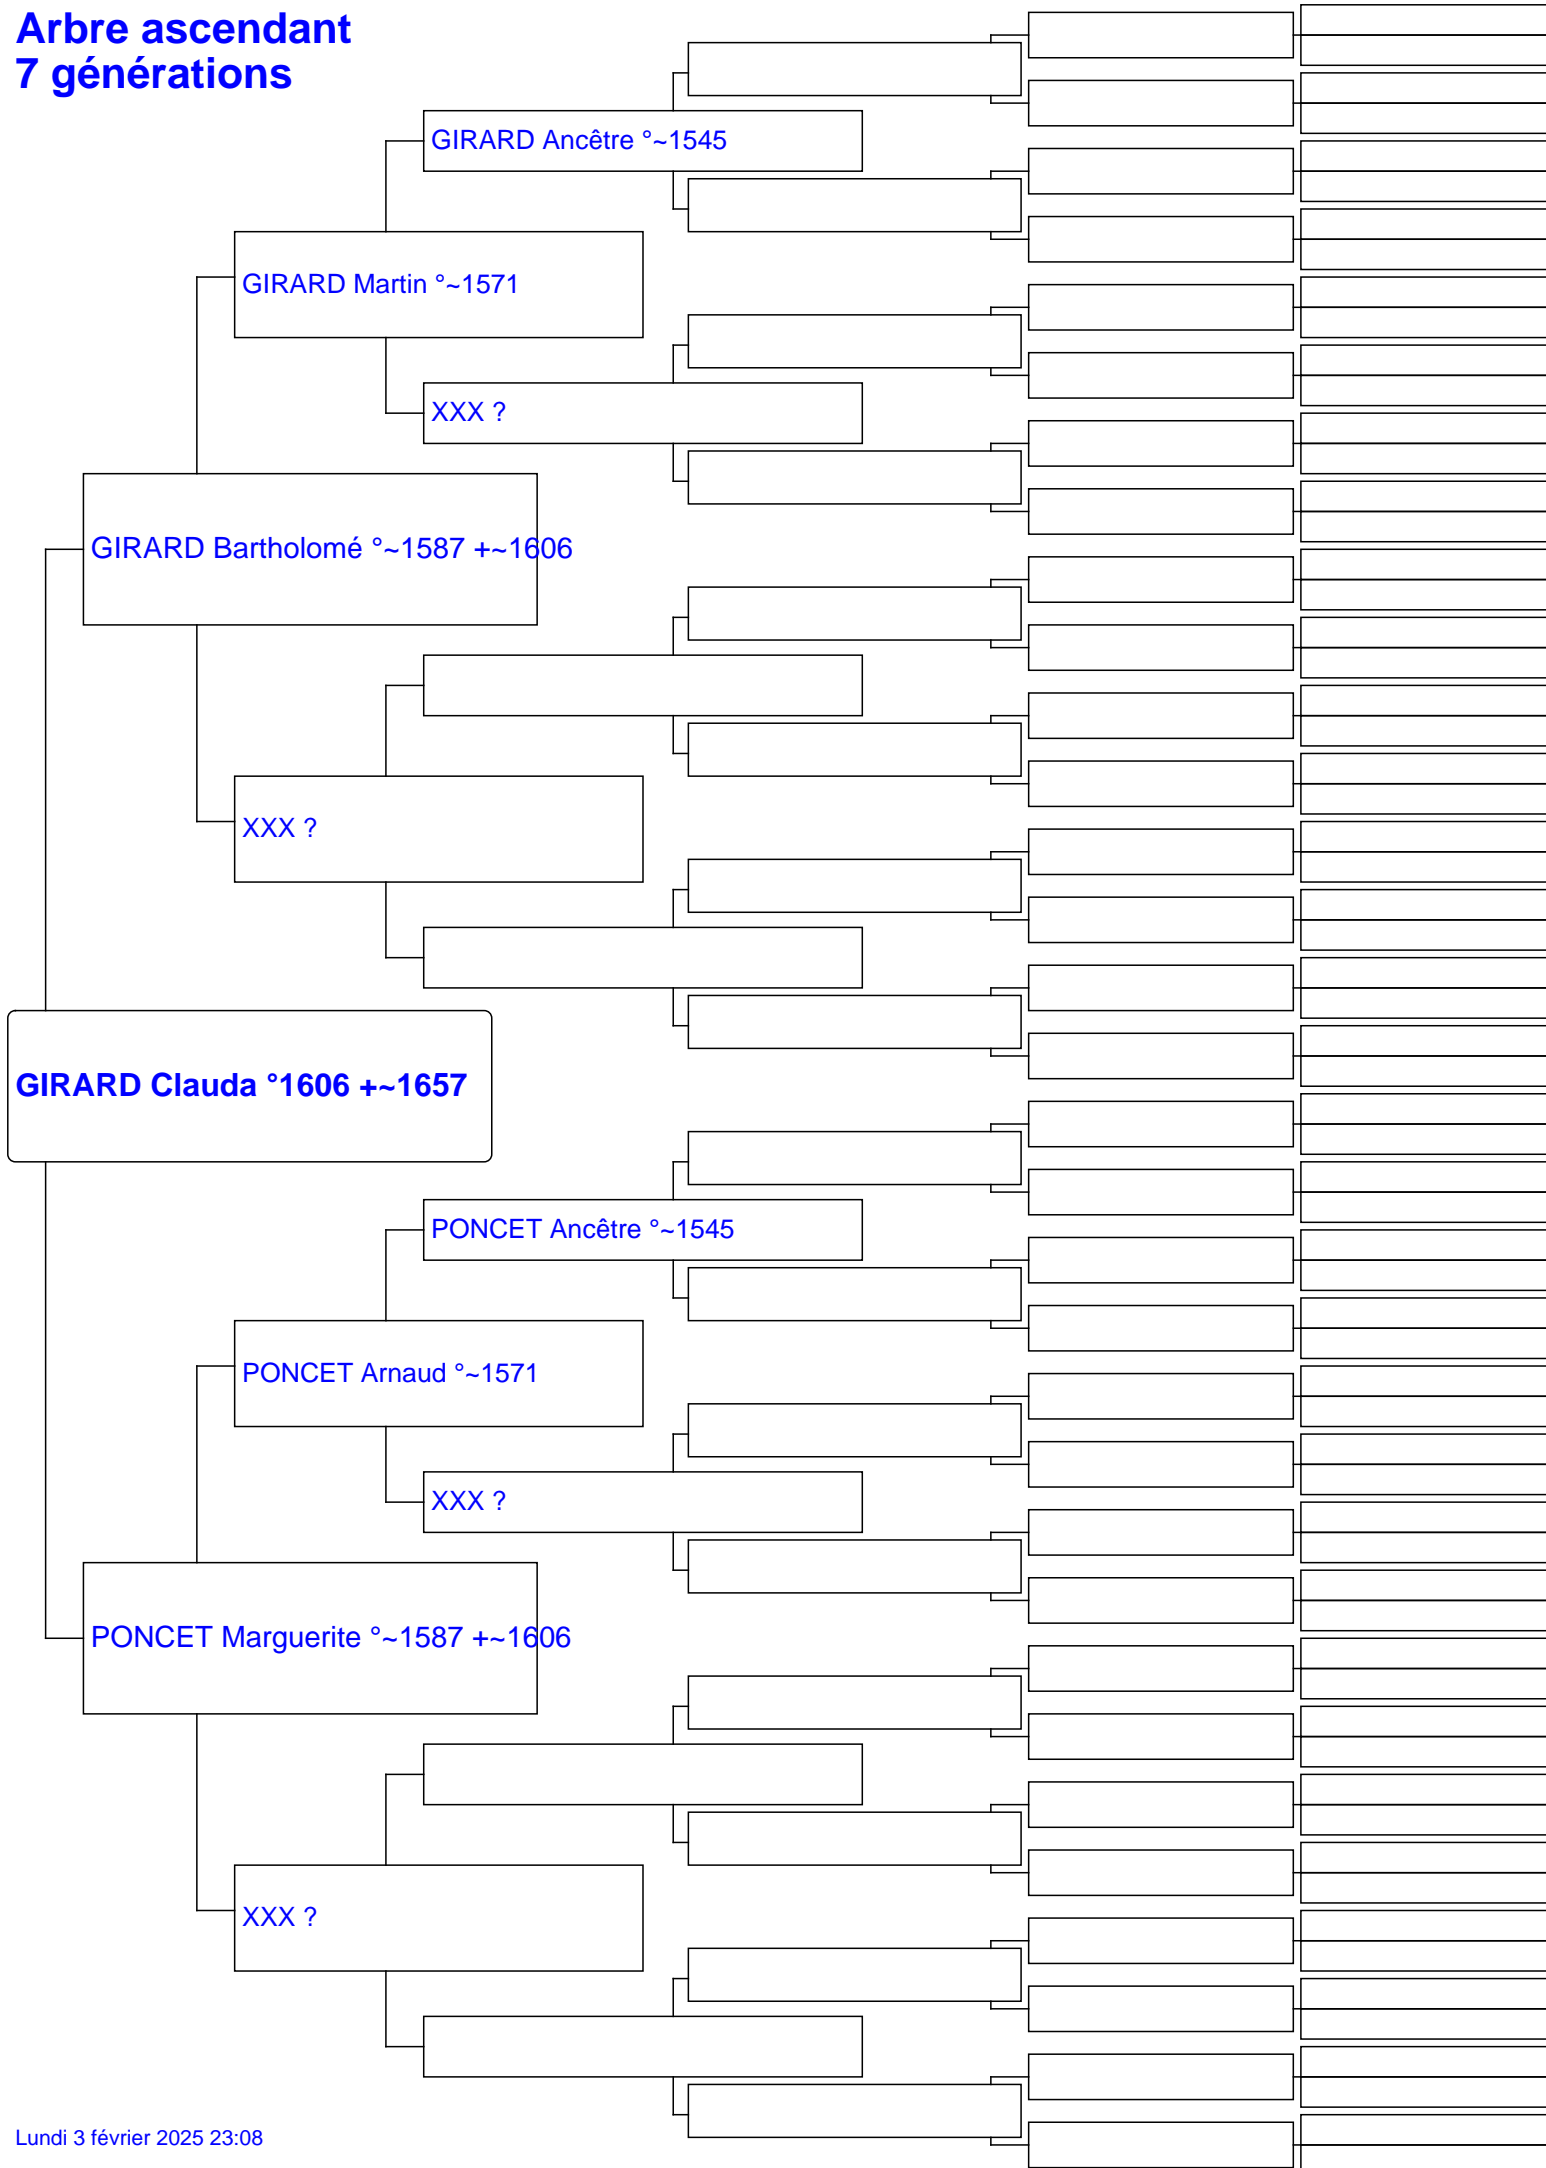 Arbre ascendant
7 générations
GIRARD Ancêtre °~1545
GIRARD Martin °~1571
XXX ?
GIRARD Bartholomé °~1587 +~1606
XXX ?
GIRARD Clauda °1606 +~1657
PONCET Ancêtre °~1545
PONCET Arnaud °~1571
XXX ?
PONCET Marguerite °~1587 +~1606
XXX ?
Lundi 3 février 2025 23:08